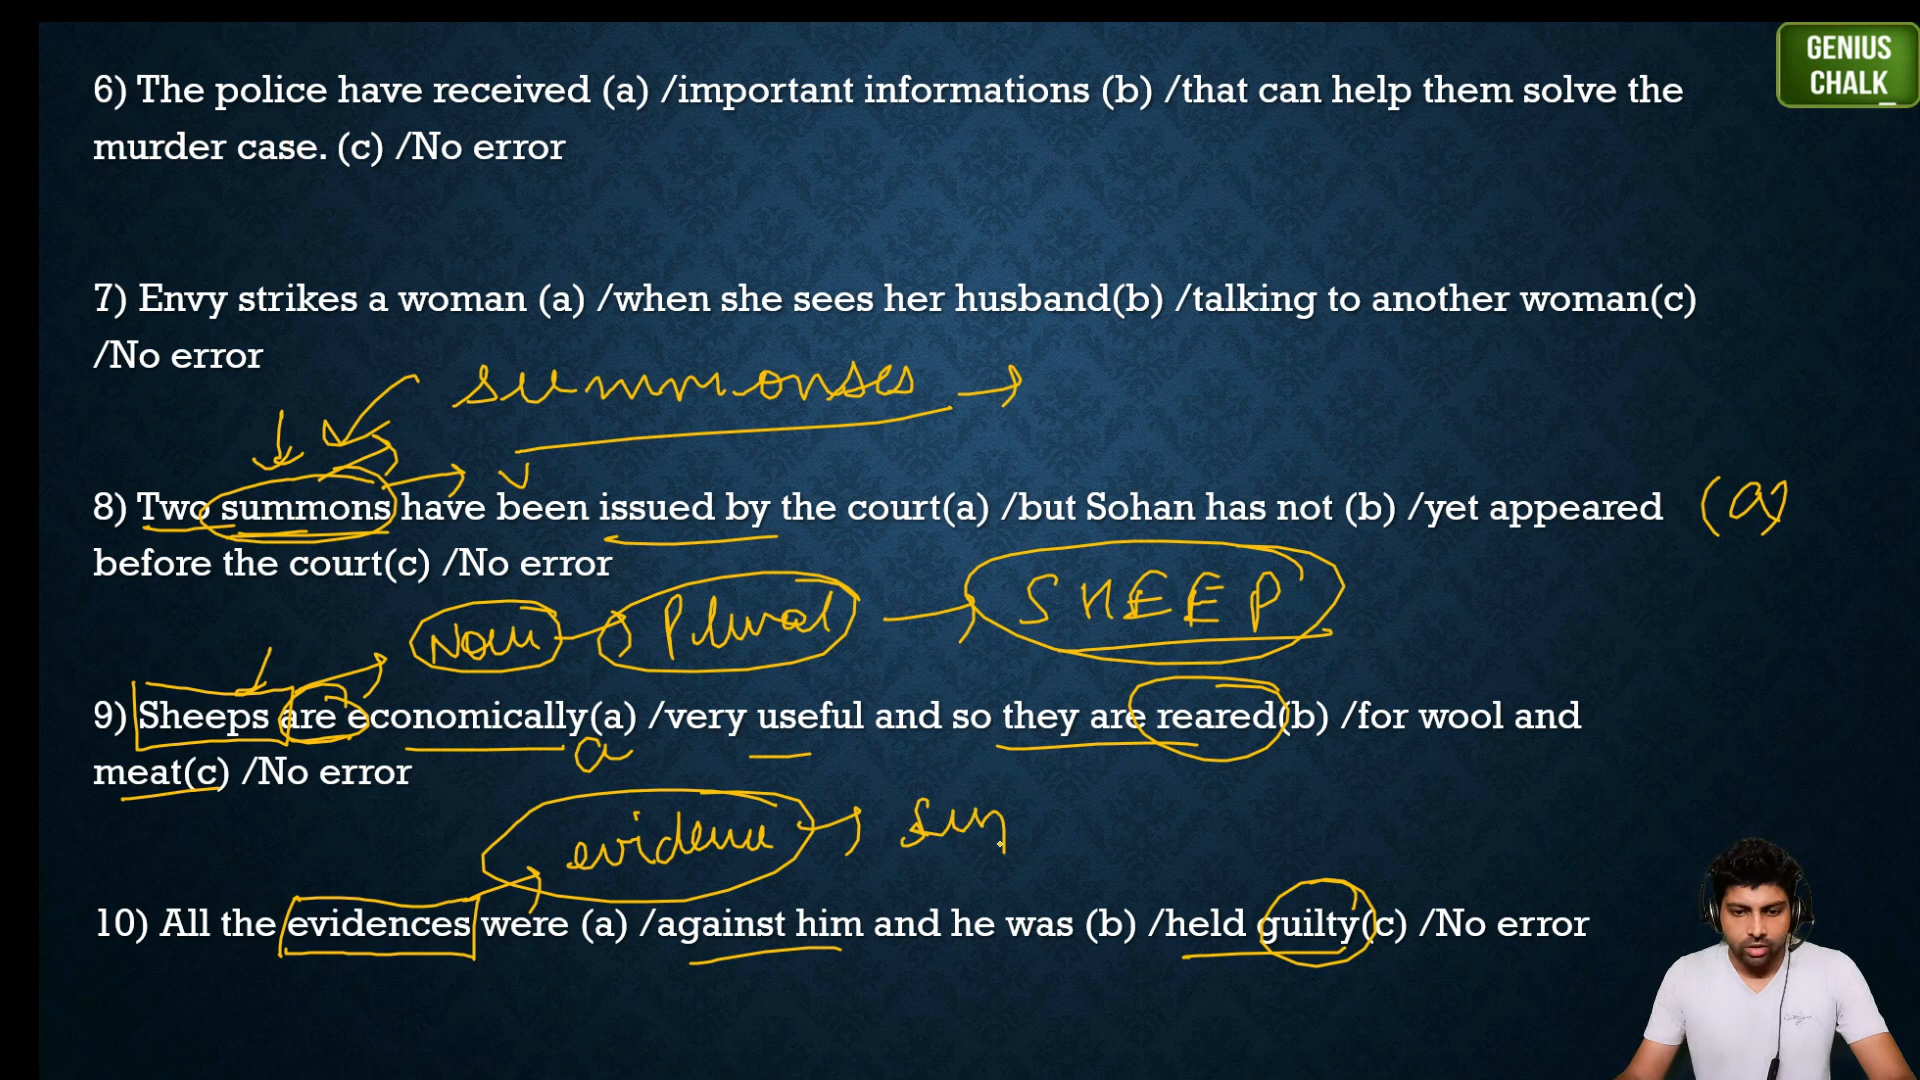 GENIUS
CHALK
6) The police have received (a) /important informations (b) /that can help them solve the
murder case. (c) /No error
7) Envy strikes a woman (a) /when she sees her husband(b) /talking to another woman(c)
/No error
summonses
8) Two summons have been issued by the court(a) /but Sohan has not (b) /yet appeared (a)
before the court(c) /No error
Noun Plural SHEEP
9) Sheeps are economically(a) /very useful and so they are reared(b) /for wool and
a
meat(c) /No error
evidence Sin
10) All the evidences were (a) /against him and he was (b) /held guilty(c) /No error